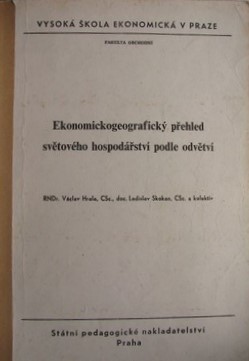 VYSOKÁ ŠKOLA EKONOMICKÁ V PRAZE
FAKULTA OBCHODNÍ
Ekonomickogeografický přehled
světového hospodářství podle odvětví
RNDr. Václav Hrala, CSc., doc. Ladislav Skokan, CSc. a kolektiv
Státní pedagogické nakladatelství
Praha